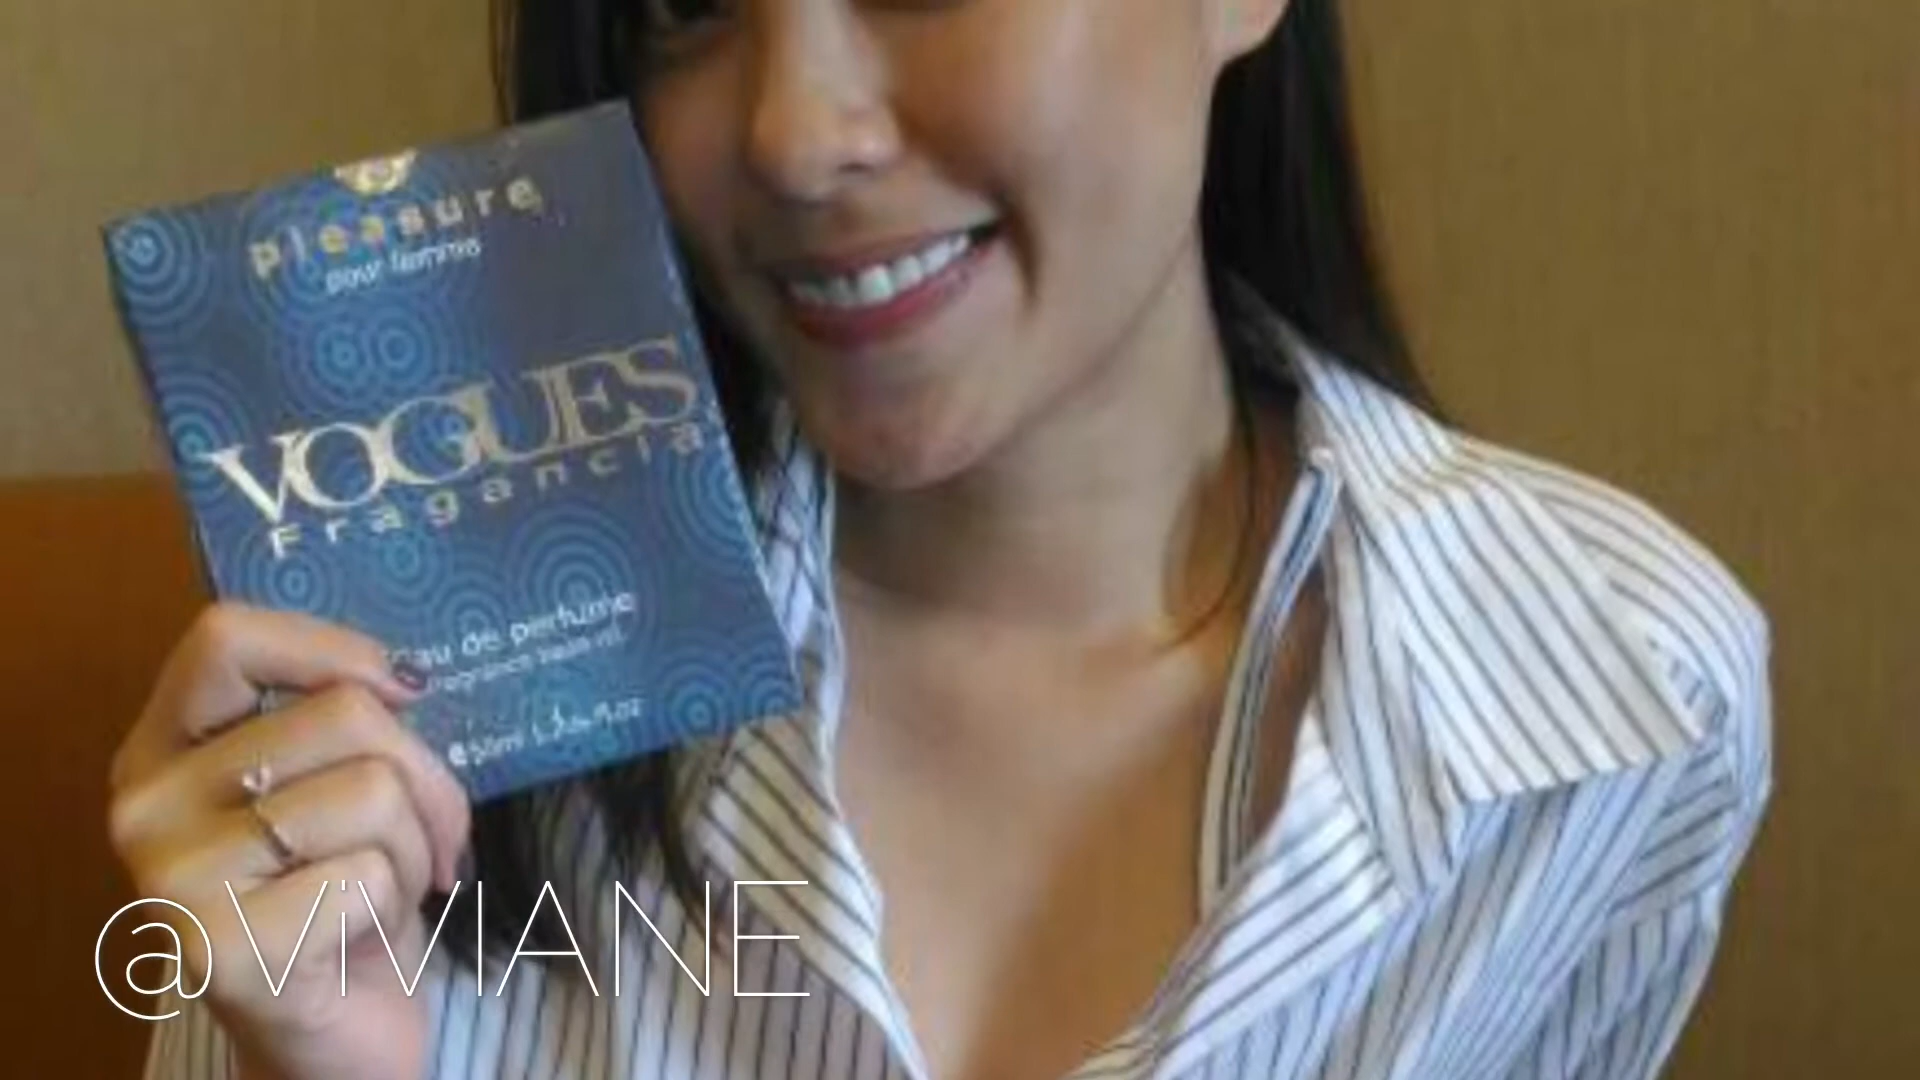 pleasure
pour femme
VOGUES
Fragancia
Eau de perfume
@ViVIANE